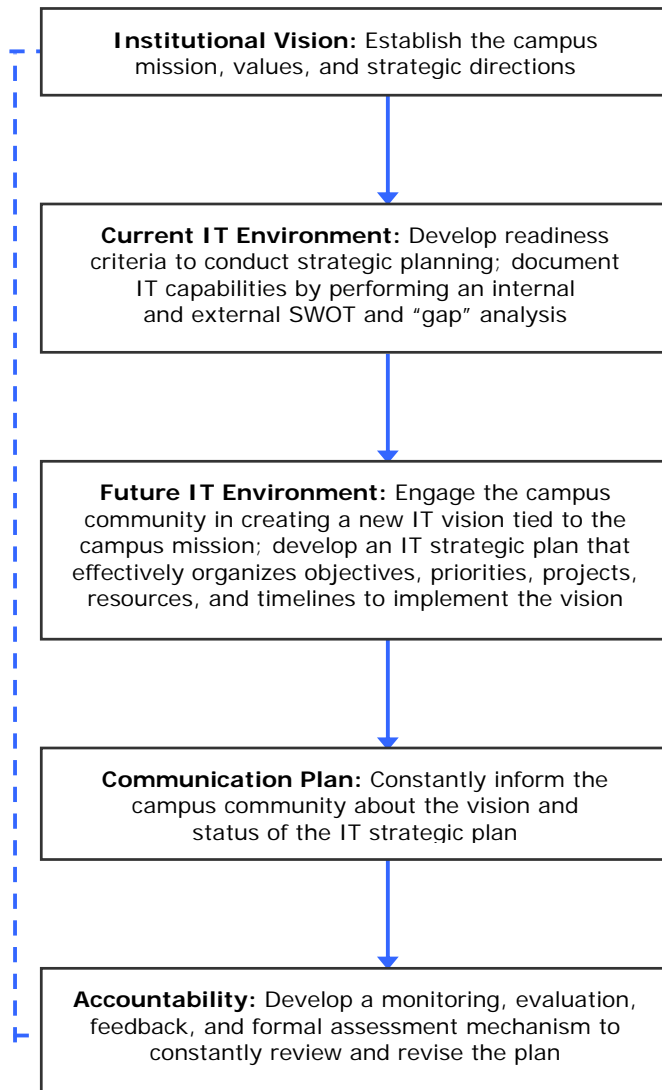 Institutional Vision: Establish the campus
mission, values, and strategic directions
Current IT Environment: Develop readiness
criteria to conduct strategic planning; document
IT capabilities by performing an internal
and external SWOT and “gap” analysis
Future IT Environment: Engage the campus
community in creating a new IT vision tied to the
campus mission; develop an IT strategic plan that
effectively organizes objectives, priorities, projects,
resources, and timelines to implement the vision
Communication Plan: Constantly inform the
campus community about the vision and
status of the IT strategic plan
Accountability: Develop a monitoring, evaluation,
feedback, and formal assessment mechanism to
constantly review and revise the plan